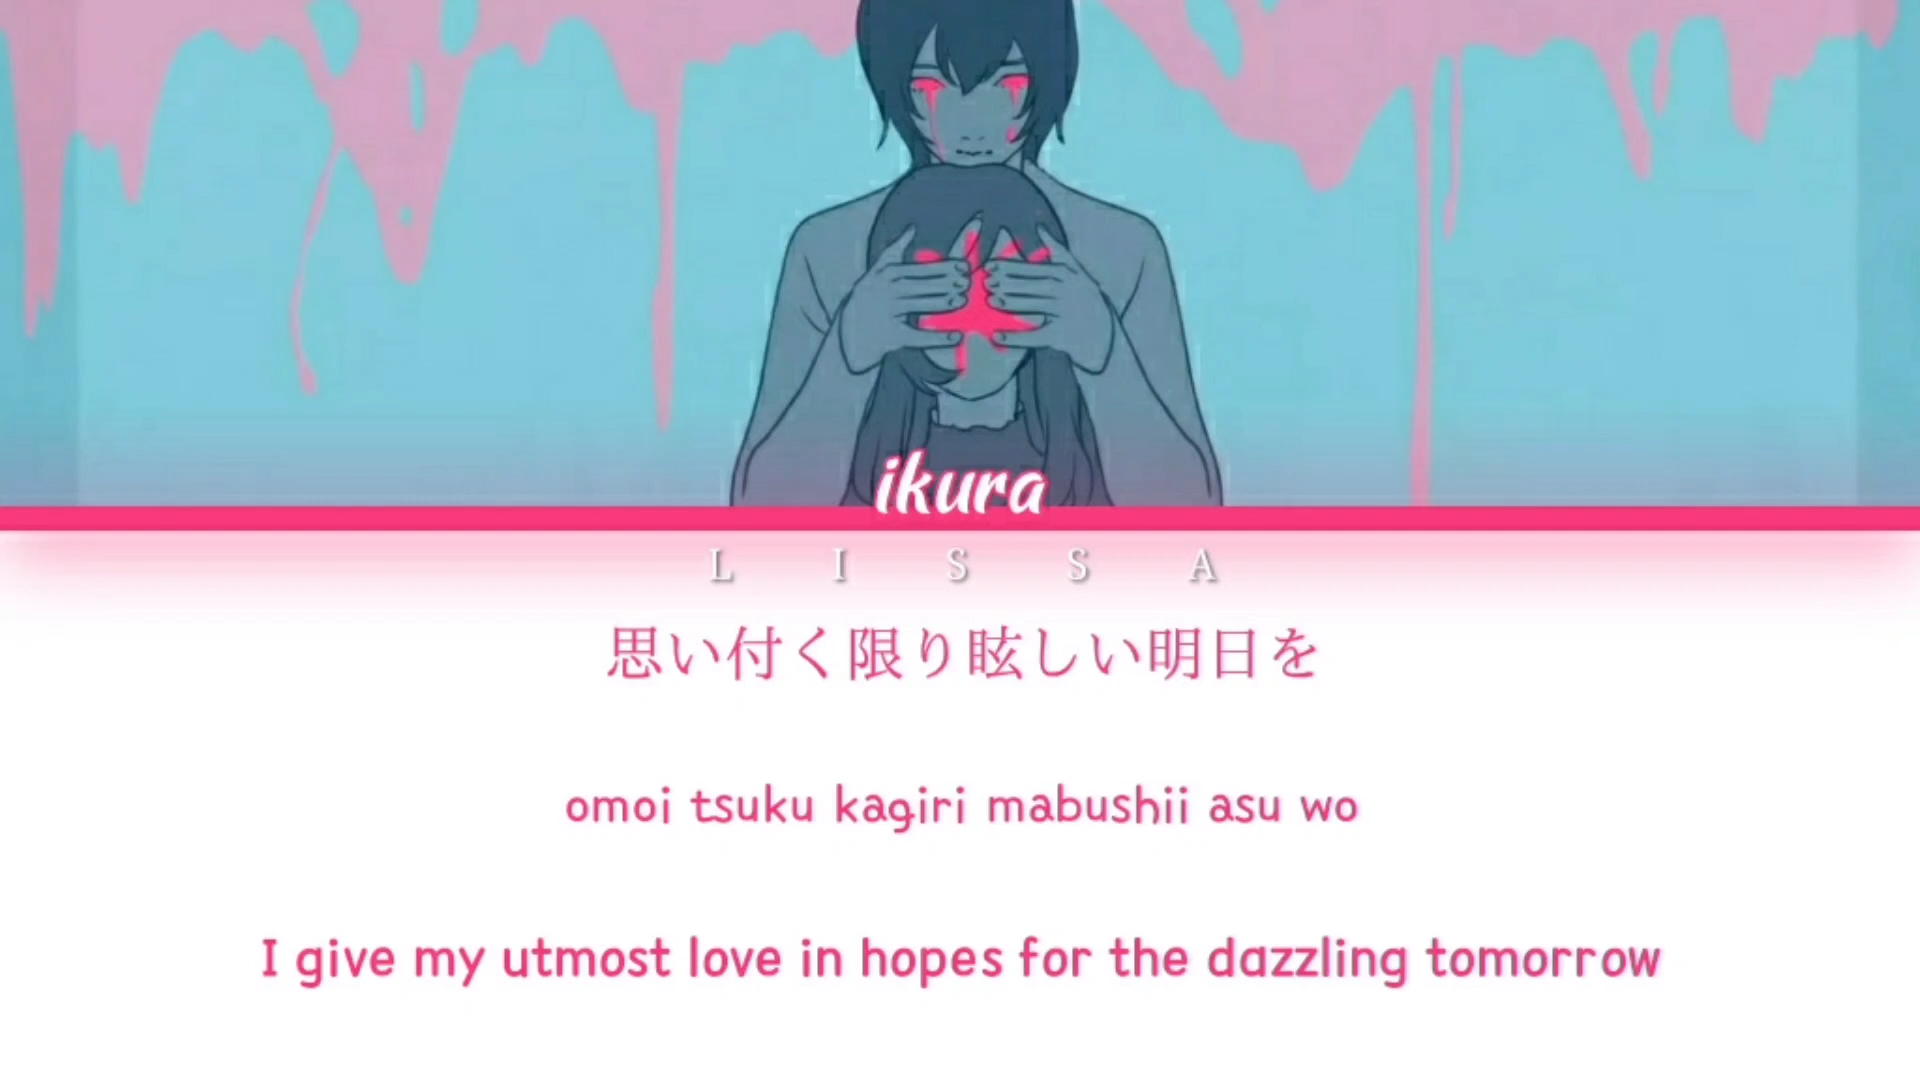 ikura
L I S S A
思い付く限り眩しい明日を
omoi tsuku kagiri mabushii asu wo
I give my utmost love in hopes for the dazzling tomorrow